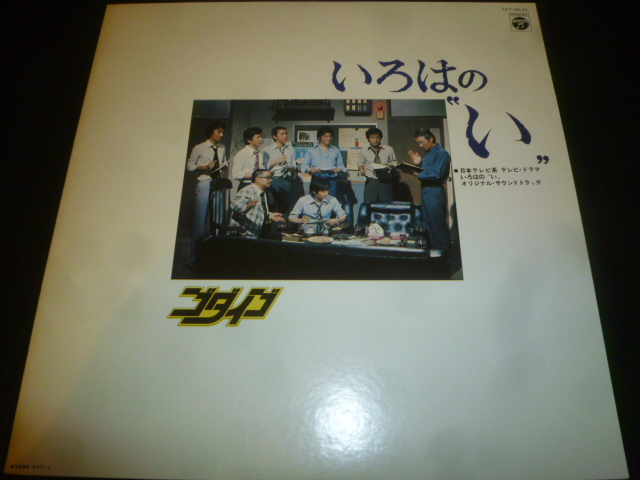 いろはの
“い”
●日本テレビ系 テレビ・ドラマ
いろはの“い”
オリジナル・サウンドトラック
ゴダイゴ